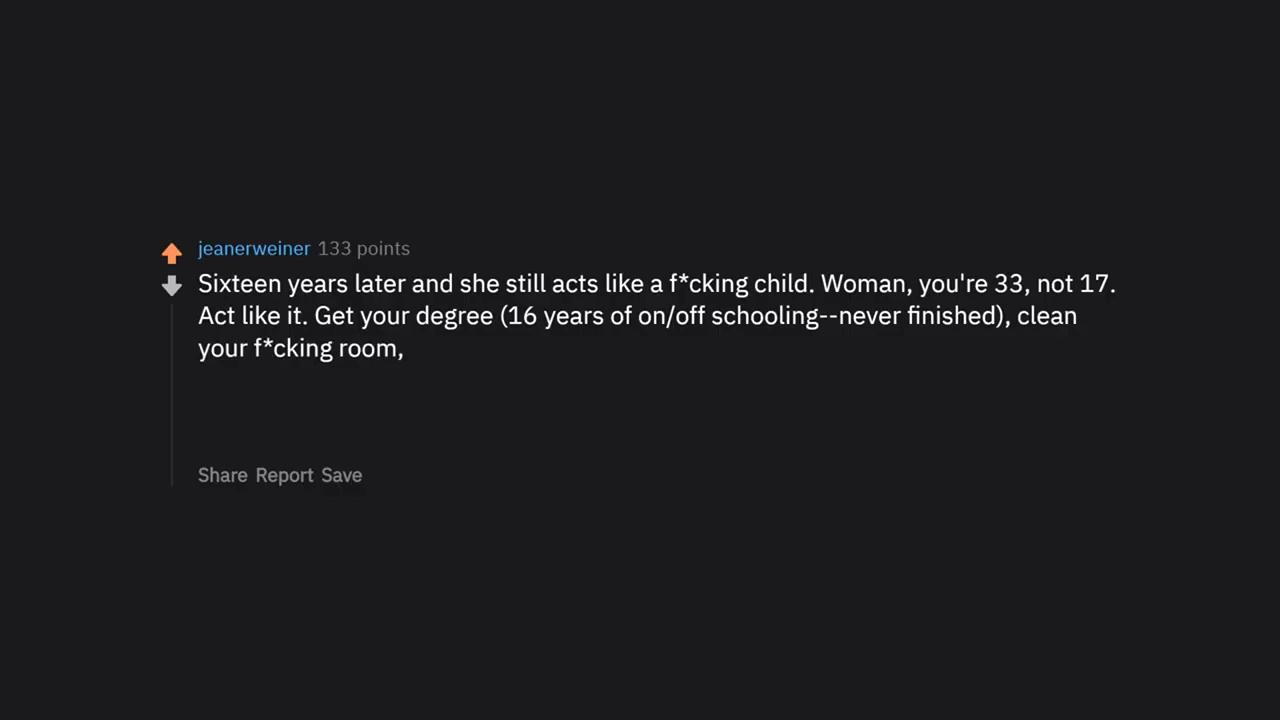 jeanerweiner 133 points
Sixteen years later and she still acts like a f*cking child. Woman, you're 33, not 17.
Act like it. Get your degree (16 years of on/off schooling--never finished), clean
your f*cking room,
Share Report Save